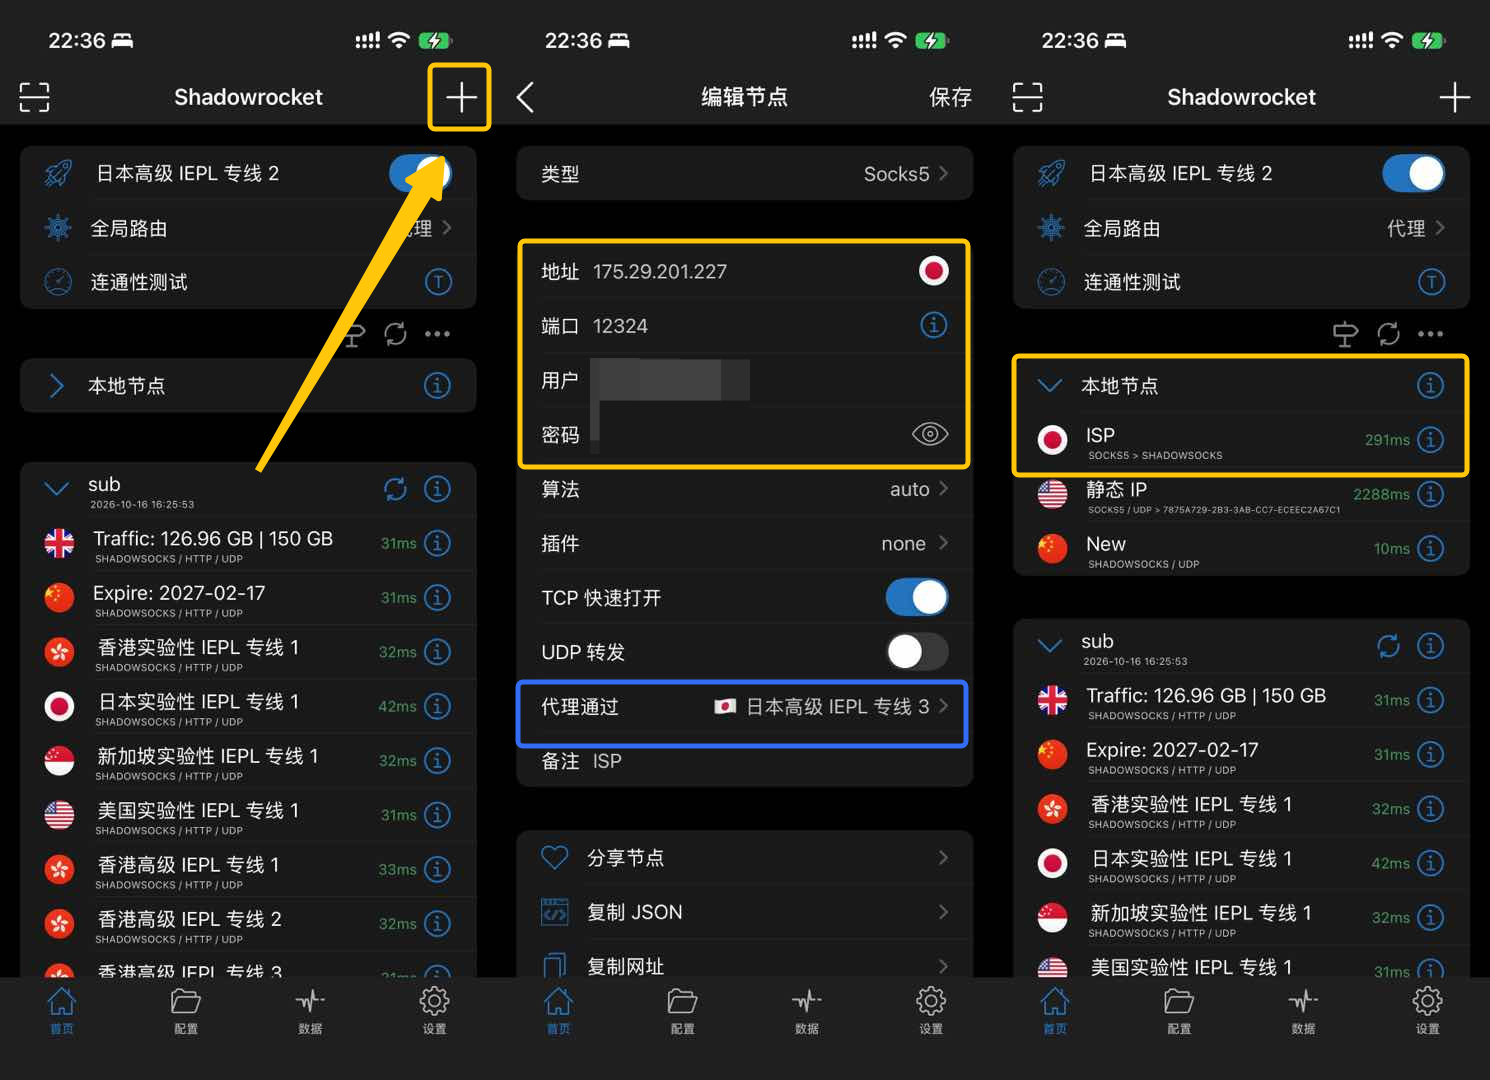 22:36
Shadowrocket
日本高级 IEPL 专线 2
全局路由
理
连通性测试
T
本地节点
sub
2026-10-16 16:25:53
Traffic: 126.96 GB | 150 GB
31ms
SHADOWSOCKS / HTTP / UDP
Expire: 2027-02-17
31ms
SHADOWSOCKS / HTTP / UDP
香港实验性 IEPL 专线 1
32ms
SHADOWSOCKS / HTTP / UDP
日本实验性 IEPL 专线 1
42ms
SHADOWSOCKS / HTTP / UDP
新加坡实验性 IEPL 专线 1
32ms
SHADOWSOCKS / HTTP / UDP
美国实验性 IEPL 专线 1
31ms
SHADOWSOCKS / HTTP / UDP
香港高级 IEPL 专线 1
33ms
SHADOWSOCKS / HTTP / UDP
香港高级 IEPL 专线 2
32ms
SHADOWSOCKS / HTTP / UDP
香港高级 IEPL 专线 3
31ms
首页
配置
数据
设置
22:36
编辑节点
保存
类型
Socks5
地址 175.29.201.227
端口 12324
用户
密码
算法
auto
插件
none
TCP 快速打开
UDP 转发
代理通过
日本高级 IEPL 专线 3
备注 ISP
分享节点
复制 JSON
复制网址
首页
配置
数据
设置
22:36
Shadowrocket
日本高级 IEPL 专线 2
全局路由
代理
连通性测试
T
本地节点
ISP
291ms
SOCKS5 > SHADOWSOCKS
静态 IP
2288ms
SOCKS5 / UDP > 7875A729-2B3-3AB-CC7-ECEEC2A67C1
New
10ms
SHADOWSOCKS / UDP
sub
2026-10-16 16:25:53
Traffic: 126.96 GB | 150 GB
31ms
SHADOWSOCKS / HTTP / UDP
Expire: 2027-02-17
31ms
SHADOWSOCKS / HTTP / UDP
香港实验性 IEPL 专线 1
32ms
SHADOWSOCKS / HTTP / UDP
日本实验性 IEPL 专线 1
42ms
SHADOWSOCKS / HTTP / UDP
新加坡实验性 IEPL 专线 1
32ms
SHADOWSOCKS / HTTP / UDP
美国实验性 IEPL 专线 1
31ms
首页
配置
数据
设置